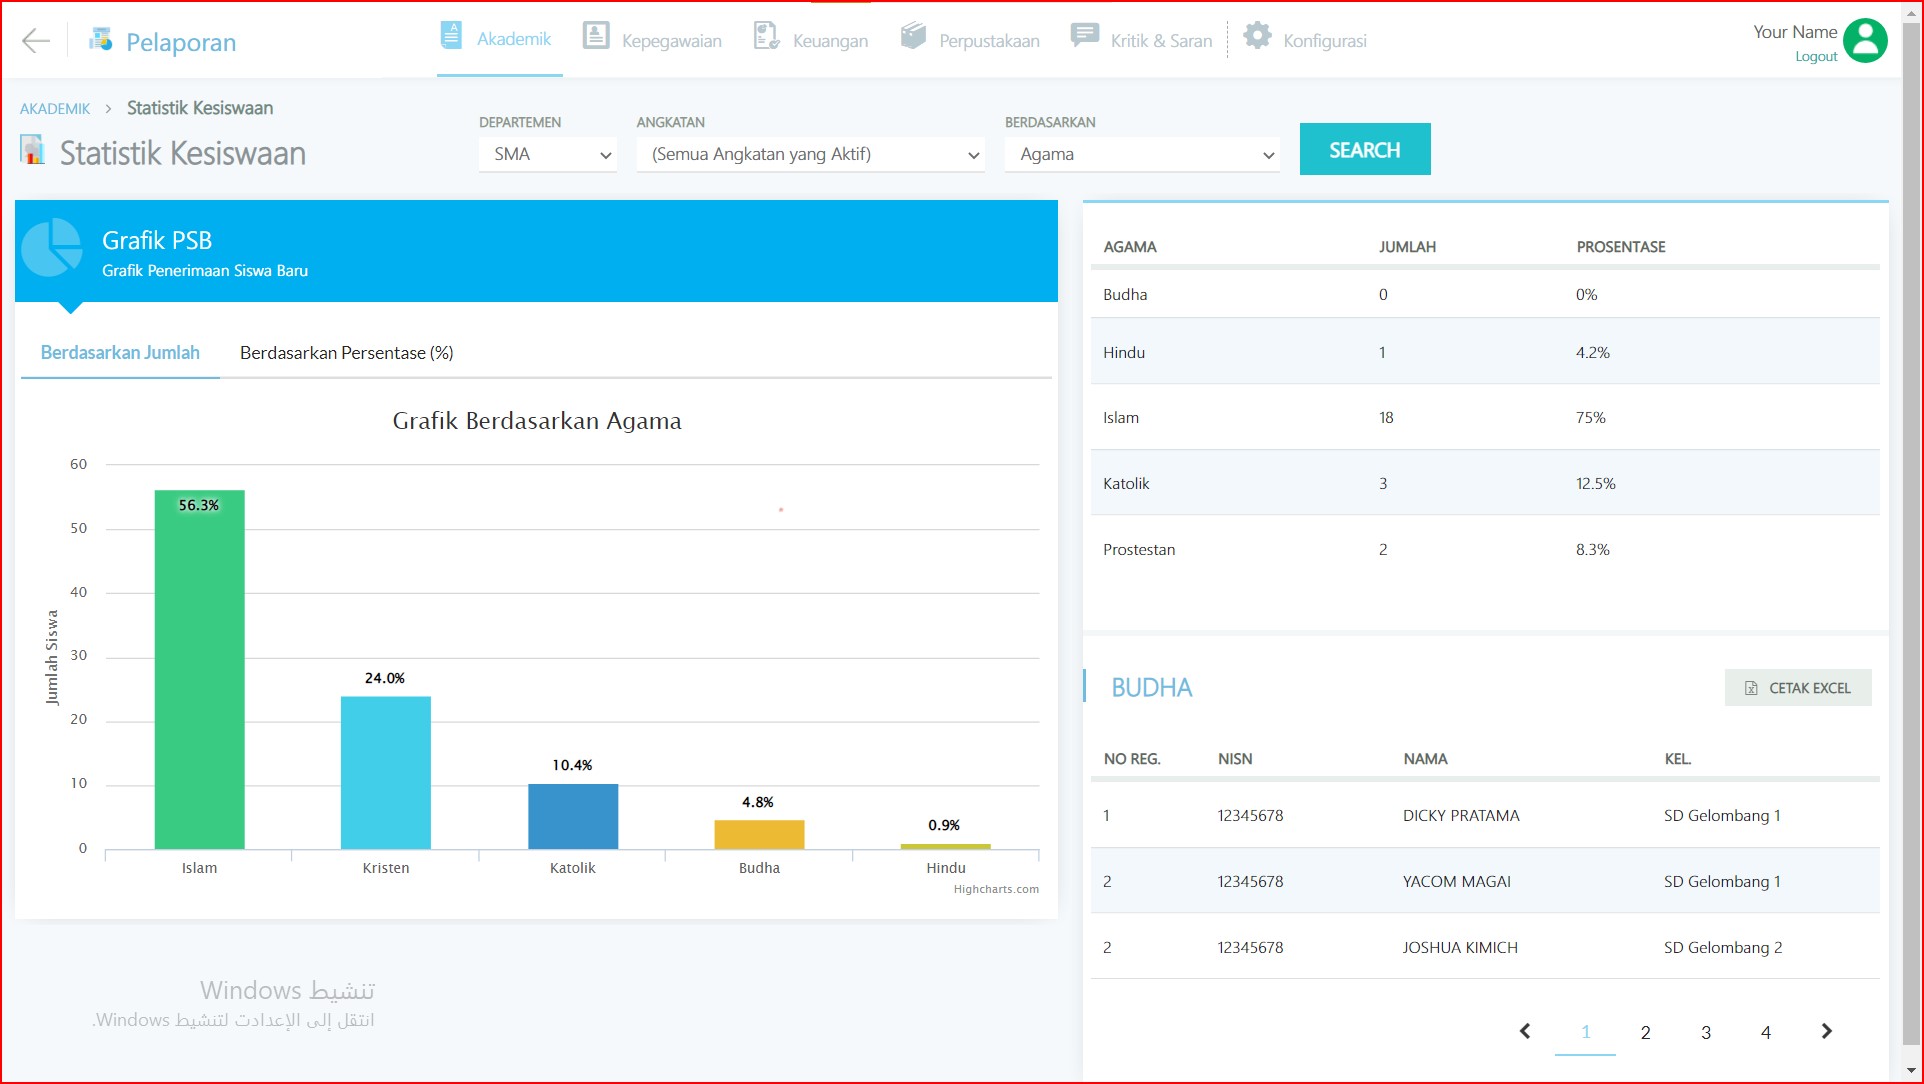 Pelaporan
Akademik
Kepegawaian
Keuangan
Perpustakaan
Kritik & Saran
Konfigurasi
Your Name
Logout
AKADEMIK > Statistik Kesiswaan
Statistik Kesiswaan
DEPARTEMEN
SMA
ANGKATAN
(Semua Angkatan yang Aktif)
BERDASARKAN
Agama
SEARCH
Grafik PSB
Grafik Penerimaan Siswa Baru
Berdasarkan Jumlah
Berdasarkan Persentase (%)
Grafik Berdasarkan Agama
Jumlah Siswa
60
50
40
30
20
10
0
56.3%
24.0%
10.4%
4.8%
0.9%
Islam
Kristen
Katolik
Budha
Hindu
Highcharts.com
AGAMA JUMLAH PROSENTASE
Budha 0 0%
Hindu 1 4.2%
Islam 18 75%
Katolik 3 12.5%
Prostestan 2 8.3%
BUDHA
CETAK EXCEL
NO REG. NISN NAMA KEL.
1 12345678 DICKY PRATAMA SD Gelombang 1
2 12345678 YACOM MAGAI SD Gelombang 1
2 12345678 JOSHUA KIMICH SD Gelombang 2
1 2 3 4
تنشيط Windows
انتقل إلى الإعدادت لتنشيط Windows.